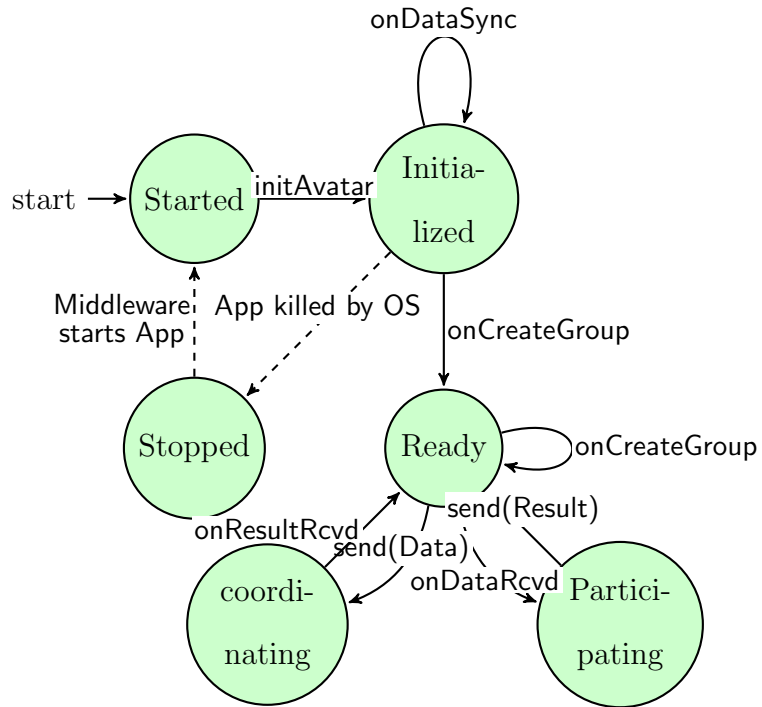 onDataSync
Initia-
start
Started
initAvatar
lized
Middleware
starts App
App killed by OS
onCreateGroup
Stopped
Ready
onCreateGroup
send(Result)
onResultRcvd
send(Data)
onDataRcvd
coordi-
nating
Partici-
pating